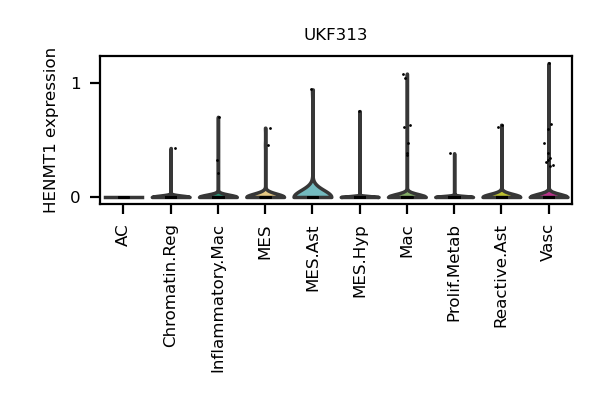 UKF313
HENMT1 expression
1
0
AC
Chromatin.Reg
Inflammatory.Mac
MES
MES.Ast
MES.Hyp
Mac
Prolif.Metab
Reactive.Ast
Vasc